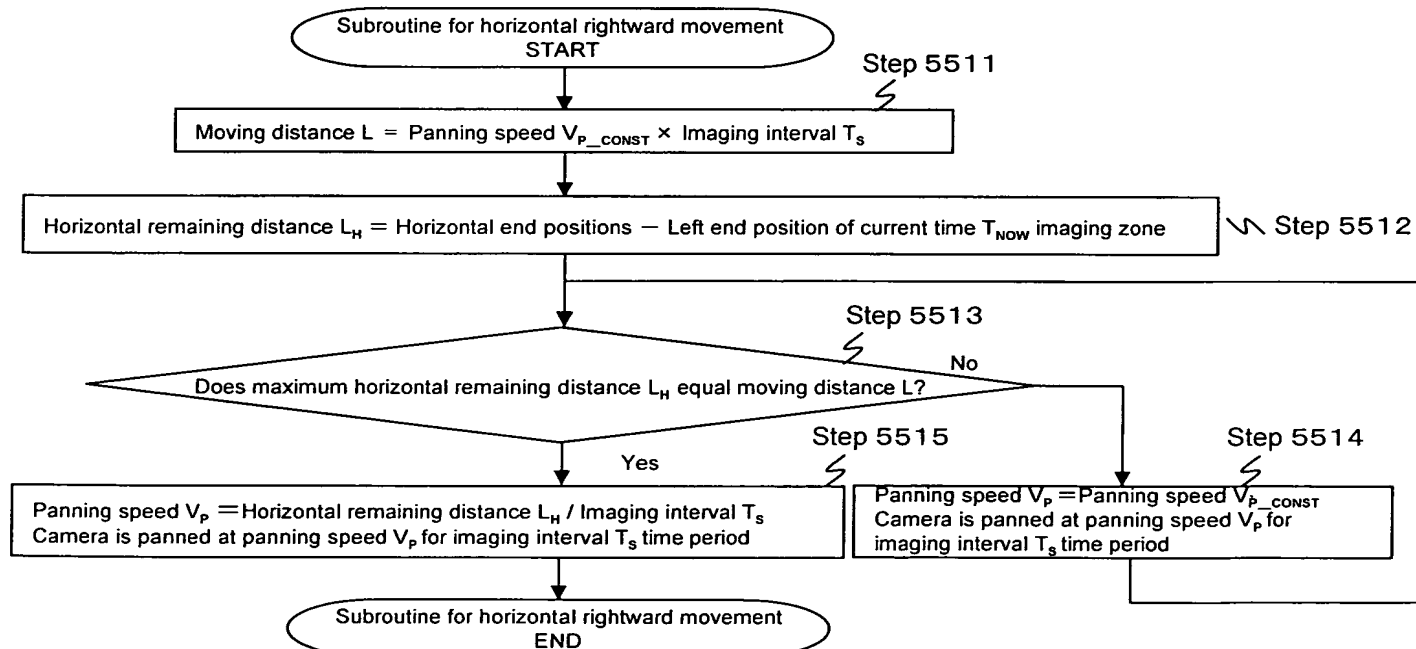 Subroutine for horizontal rightward movement
START
Step 5511
Moving distance L = Panning speed V_P_CONST × Imaging interval T_S
Horizontal remaining distance L_H = Horizontal end positions − Left end position of current time T_NOW imaging zone
Step 5512
Step 5513
No
Does maximum horizontal remaining distance L_H equal moving distance L?
Step 5515
Step 5514
Yes
Panning speed V_P = Horizontal remaining distance L_H / Imaging interval T_S
Camera is panned at panning speed V_P for imaging interval T_S time period
Panning speed V_P = Panning speed V_P_CONST
Camera is panned at panning speed V_P for
imaging interval T_S time period
Subroutine for horizontal rightward movement
END